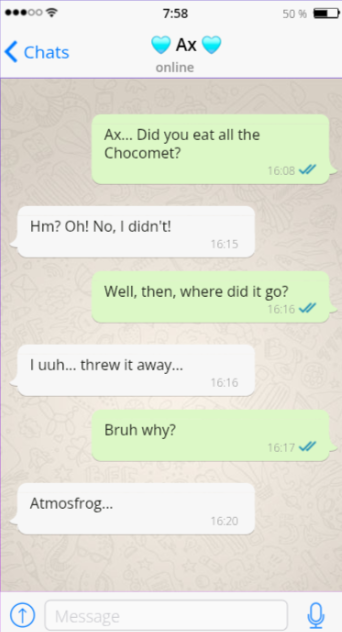 7:58
50 %
Chats
🩵 Ax 🩵
online
Ax... Did you eat all the
Chocomet?
16:08
Hm? Oh! No, I didn't!
16:15
Well, then, where did it go?
16:16
I uuh... threw it away...
16:16
Bruh why?
16:17
Atmosfrog...
16:20
Message